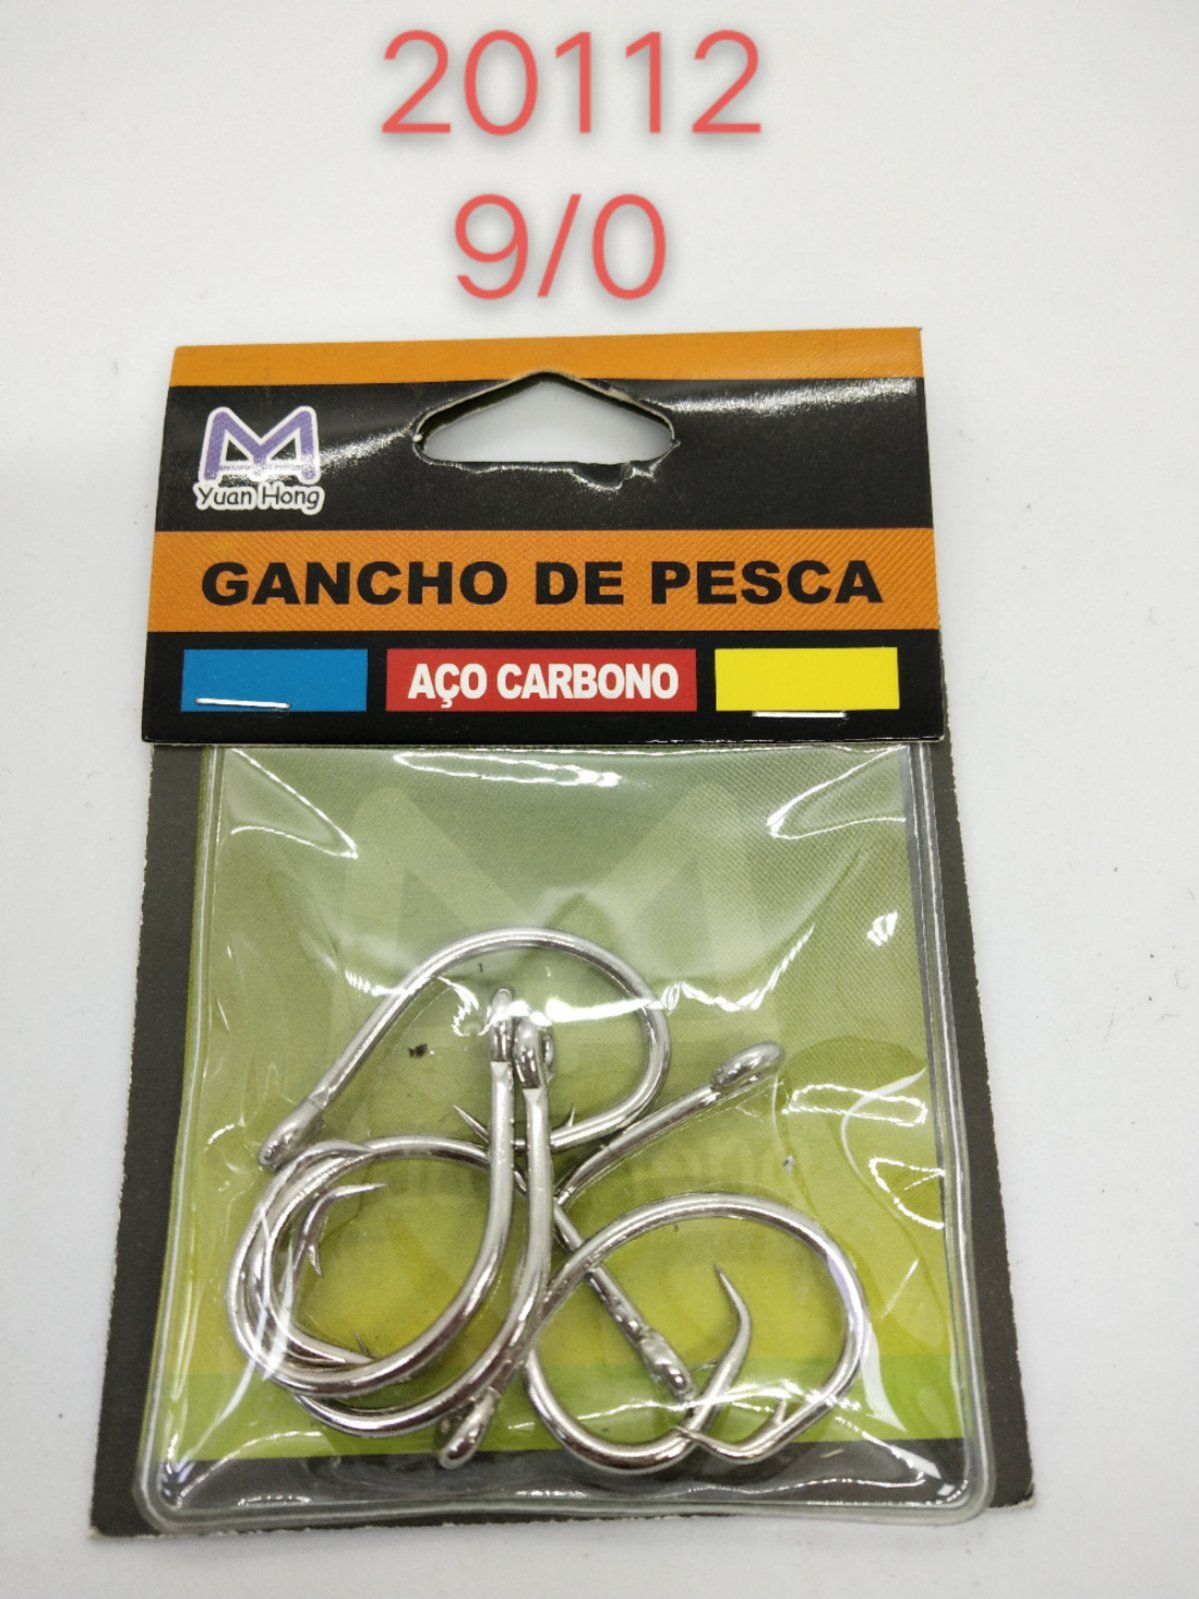 20112
9/0
Yuan Hong
GANCHO DE PESCA
AÇO CARBONO